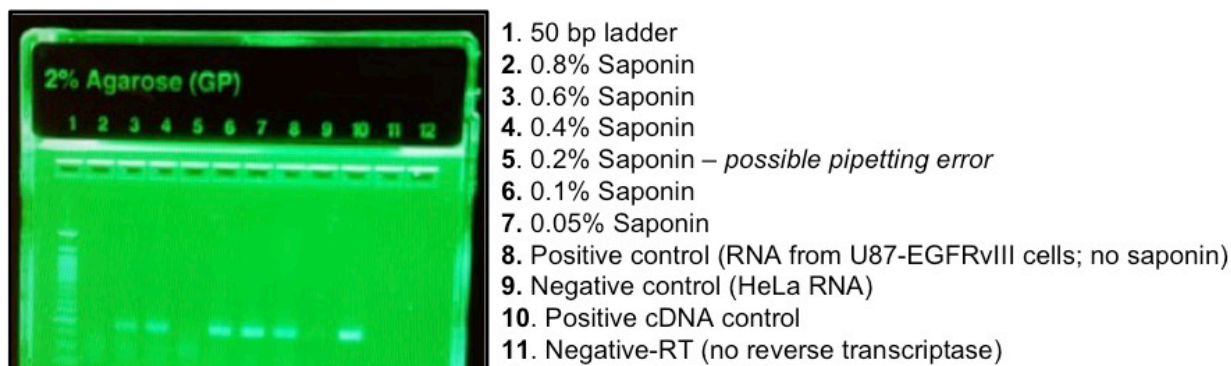 2% Agarose (GP)
1 2 3 4 5 6 7 8 9 10 11 12
1. 50 bp ladder
2. 0.8% Saponin
3. 0.6% Saponin
4. 0.4% Saponin
5. 0.2% Saponin – possible pipetting error
6. 0.1% Saponin
7. 0.05% Saponin
8. Positive control (RNA from U87-EGFRvIII cells; no saponin)
9. Negative control (HeLa RNA)
10. Positive cDNA control
11. Negative-RT (no reverse transcriptase)